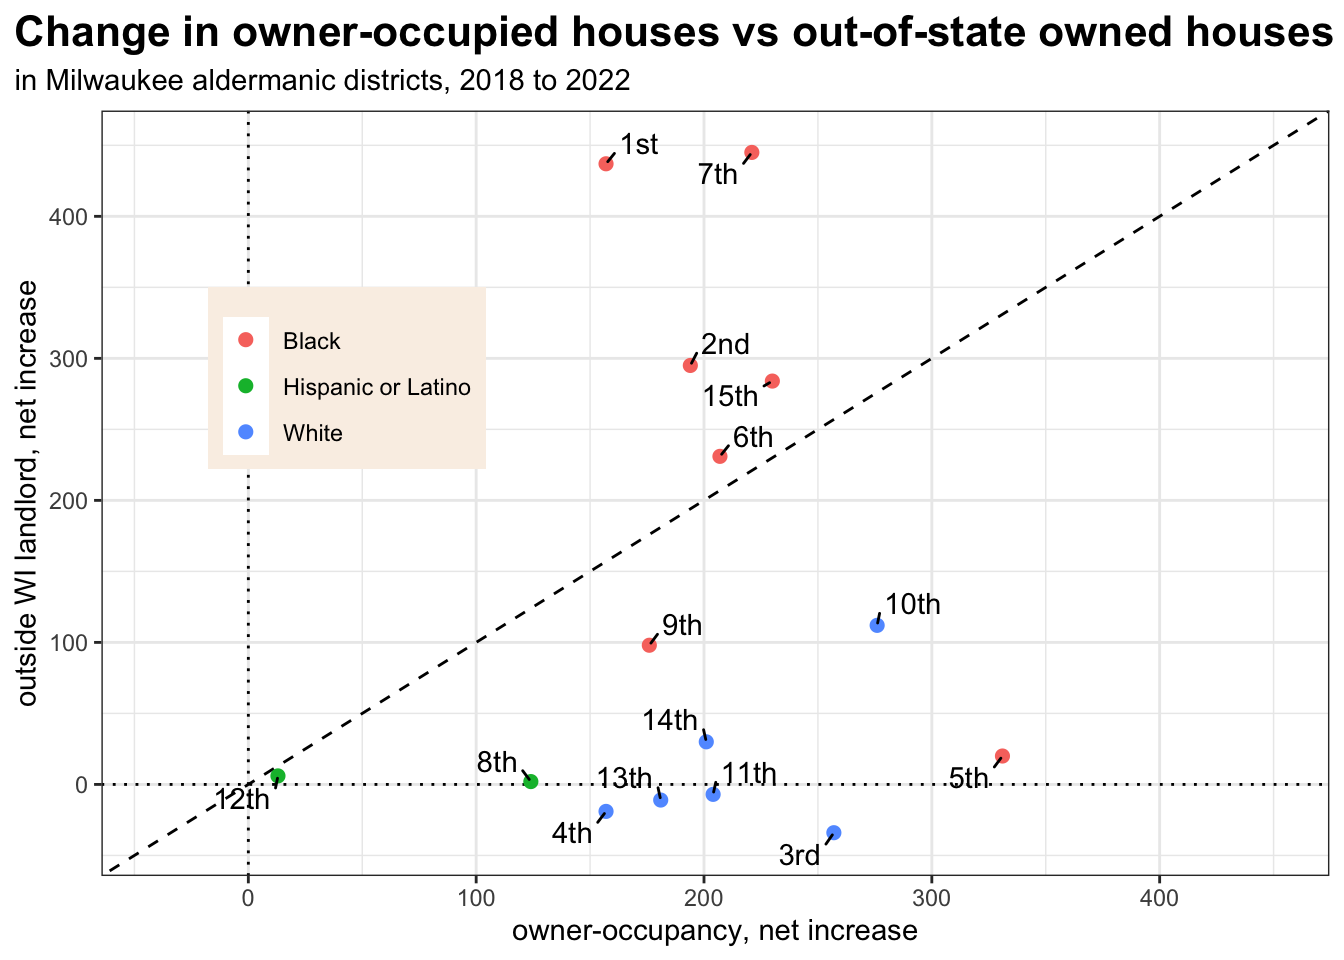 Change in owner-occupied houses vs out-of-state owned houses
in Milwaukee aldermanic districts, 2018 to 2022
outside WI landlord, net increase
400
300
200
100
0
1st
7th
Black
Hispanic or Latino
White
2nd
15th
6th
10th
9th
14th
8th
13th
11th
5th
12th
4th
3rd
0
100
200
300
400
owner-occupancy, net increase